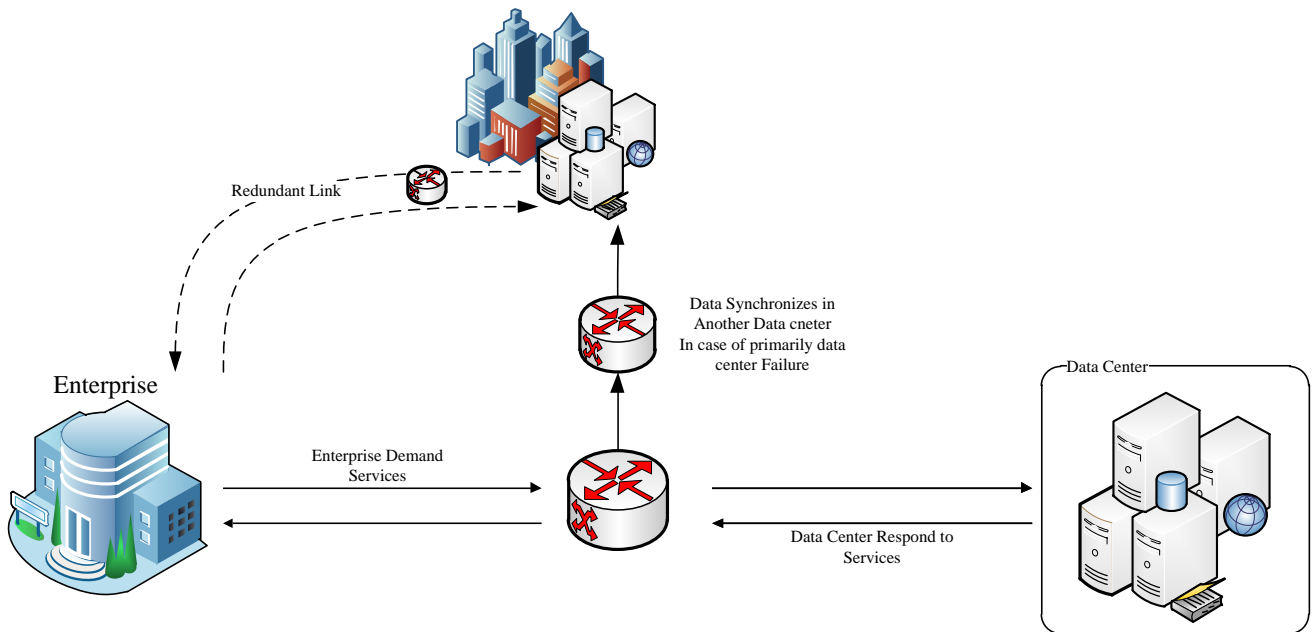 Redundant Link
Data Synchronizes in
Another Data cneter
In case of primarily data
center Failure
Data Center
Enterprise
Enterprise Demand
Services
Data Center Respond to
Services